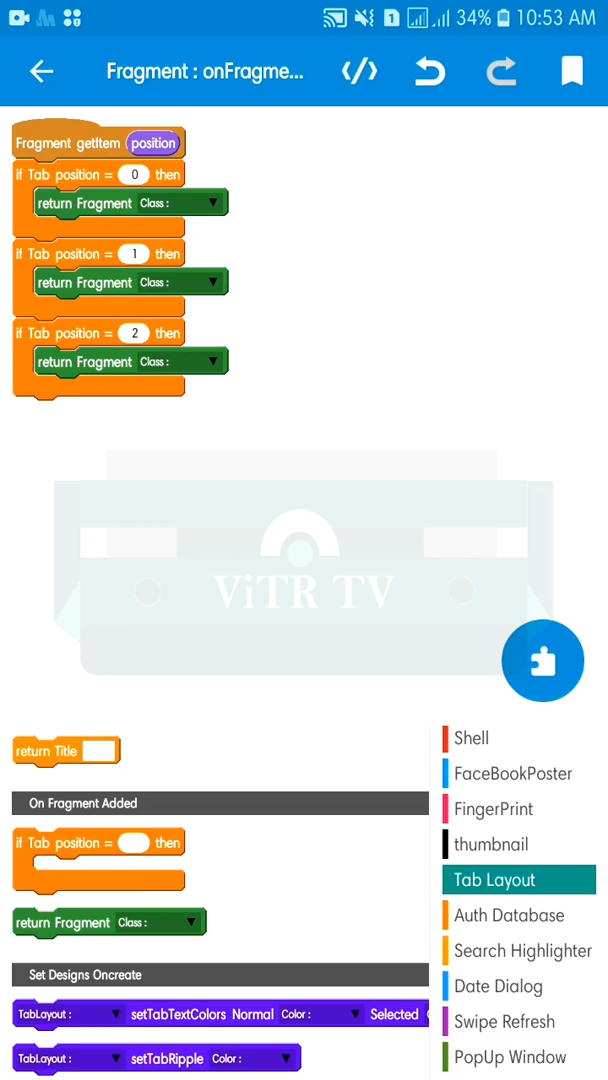 1 34% 10:53 AM
Fragment : onFragme...
Fragment getItem position
if Tab position = 0 then
return Fragment Class :
if Tab position = 1 then
return Fragment Class :
if Tab position = 2 then
return Fragment Class :
ViTR TV
return Title
On Fragment Added
if Tab position = then
return Fragment Class :
Set Designs Oncreate
TabLayout : setTabTextColors Normal Color : Selected
TabLayout : setTabRipple Color :
Shell
FaceBookPoster
FingerPrint
thumbnail
Tab Layout
Auth Database
Search Highlighter
Date Dialog
Swipe Refresh
PopUp Window